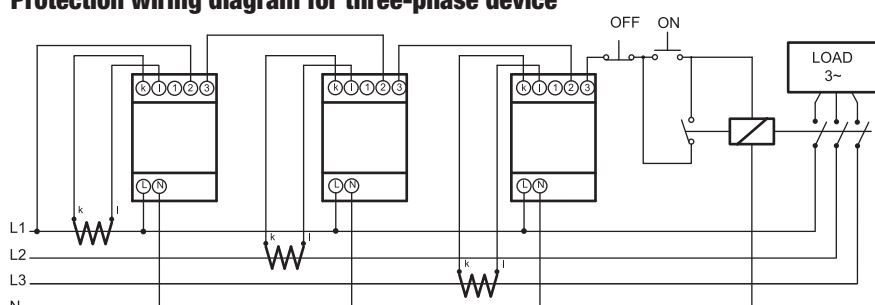 Protection wiring diagram for three-phase device
OFF ON
LOAD
3~
k l 1 2 3
k l 1 2 3
k l 1 2 3
L N
L N
L N
k l
L1
k l
L2
k l
L3
N